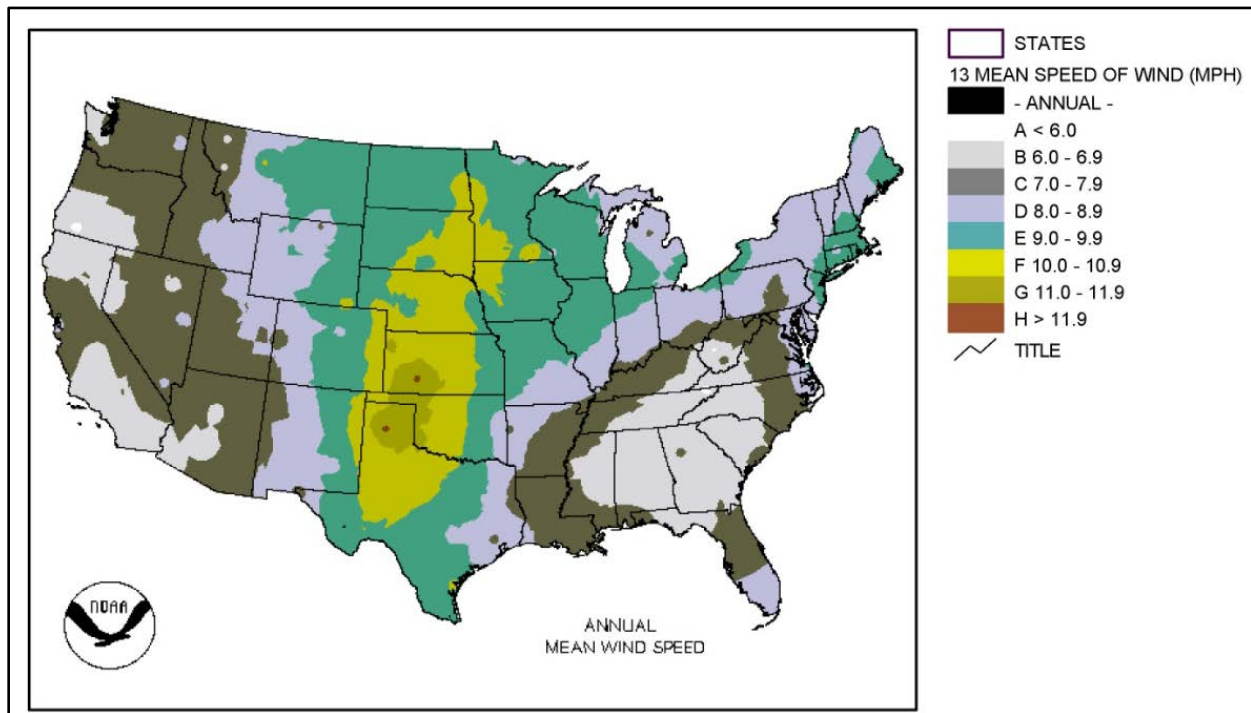 STATES
13 MEAN SPEED OF WIND (MPH)
- ANNUAL -
A < 6.0
B 6.0 - 6.9
C 7.0 - 7.9
D 8.0 - 8.9
E 9.0 - 9.9
F 10.0 - 10.9
G 11.0 - 11.9
H > 11.9
TITLE
NOAA
ANNUAL
MEAN WIND SPEED